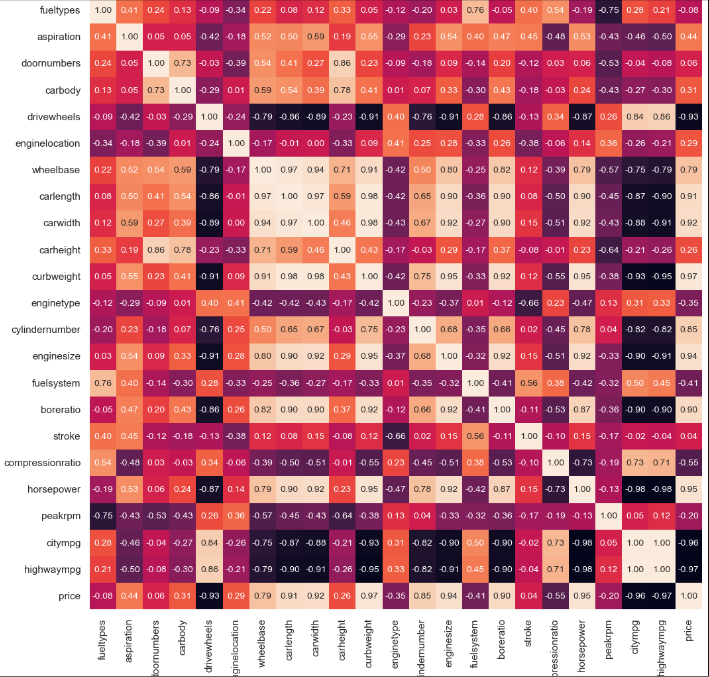 fueltypes 1.00 0.41 0.24 0.13 -0.09 -0.34 0.22 0.08 0.12 0.33 0.05 -0.12 -0.20 0.03 0.76 -0.05 0.40 0.54 -0.19 -0.75 0.28 0.21 -0.08
aspiration 0.41 1.00 0.05 0.05 -0.42 -0.18 0.52 0.50 0.59 0.19 0.55 -0.29 0.23 0.54 0.40 0.47 0.45 -0.48 0.53 -0.43 -0.46 -0.50 0.44
doornumbers 0.24 0.05 1.00 0.73 -0.03 -0.39 0.54 0.41 0.27 0.86 0.23 -0.09 -0.18 0.09 -0.14 0.20 -0.12 -0.03 0.06 -0.53 -0.04 -0.08 0.06
carbody 0.13 0.05 0.73 1.00 -0.29 0.01 0.59 0.54 0.39 0.78 0.41 0.01 0.07 0.33 -0.30 0.43 -0.18 -0.03 0.24 -0.43 -0.27 -0.30 0.31
drivewheels -0.09 -0.42 -0.03 -0.29 1.00 -0.24 -0.79 -0.86 -0.89 -0.23 -0.91 0.40 -0.76 -0.91 0.28 -0.86 -0.13 0.34 -0.87 0.26 0.84 0.86 -0.93
enginelocation -0.34 -0.18 -0.39 0.01 -0.24 1.00 -0.17 -0.01 0.00 -0.33 0.09 0.41 0.25 0.28 -0.33 0.26 -0.38 -0.06 0.14 0.36 -0.26 -0.21 0.29
wheelbase 0.22 0.52 0.54 0.59 -0.79 -0.17 1.00 0.97 0.94 0.71 0.91 -0.42 0.50 0.80 -0.25 0.82 0.12 -0.39 0.79 -0.57 -0.75 -0.79 0.79
carlength 0.08 0.50 0.41 0.54 -0.86 -0.01 0.97 1.00 0.97 0.59 0.98 -0.42 0.65 0.90 -0.36 0.90 0.08 -0.50 0.90 -0.45 -0.87 -0.90 0.91
carwidth 0.12 0.59 0.27 0.39 -0.89 0.00 0.94 0.97 1.00 0.46 0.98 -0.43 0.67 0.92 -0.27 0.90 0.15 -0.51 0.92 -0.43 -0.88 -0.91 0.92
carheight 0.33 0.19 0.86 0.78 -0.23 -0.33 0.71 0.59 0.46 1.00 0.43 -0.17 -0.03 0.29 -0.17 0.37 -0.08 -0.01 0.23 -0.64 -0.21 -0.26 0.26
curbweight 0.05 0.55 0.23 0.41 -0.91 0.09 0.91 0.98 0.98 0.43 1.00 -0.42 0.75 0.95 -0.33 0.92 0.12 -0.55 0.95 -0.38 -0.93 -0.95 0.97
enginetype -0.12 -0.29 -0.09 0.01 0.40 0.41 -0.42 -0.42 -0.43 -0.17 -0.42 1.00 -0.23 -0.37 0.01 -0.12 -0.66 0.23 -0.47 0.13 0.31 0.33 -0.35
cylindernumber -0.20 0.23 -0.18 0.07 -0.76 0.25 0.50 0.65 0.67 -0.03 0.75 -0.23 1.00 0.68 -0.35 0.66 0.02 -0.45 0.78 0.04 -0.82 -0.82 0.85
enginesize 0.03 0.54 0.09 0.33 -0.91 0.28 0.80 0.90 0.92 0.29 0.95 -0.37 0.68 1.00 -0.32 0.92 0.15 -0.51 0.92 -0.33 -0.90 -0.91 0.94
fuelsystem 0.76 0.40 -0.14 -0.30 0.28 -0.33 -0.25 -0.36 -0.27 -0.17 -0.33 0.01 -0.35 -0.32 1.00 -0.41 0.56 0.38 -0.42 -0.32 0.50 0.45 -0.41
boreratio -0.05 0.47 0.20 0.43 -0.86 0.26 0.82 0.90 0.90 0.37 0.92 -0.12 0.66 0.92 -0.41 1.00 -0.11 -0.53 0.87 -0.36 -0.90 -0.90 0.90
stroke 0.40 0.45 -0.12 -0.18 -0.13 -0.38 0.12 0.08 0.15 -0.08 0.12 -0.66 0.02 0.15 0.56 -0.11 1.00 -0.10 0.15 -0.17 -0.02 -0.04 0.04
compressionratio 0.54 -0.48 -0.03 -0.03 0.34 -0.06 -0.39 -0.50 -0.51 -0.01 -0.55 0.23 -0.45 -0.51 0.38 -0.53 -0.10 1.00 -0.73 -0.19 0.73 0.71 -0.55
horsepower -0.19 0.53 0.06 0.24 -0.87 0.14 0.79 0.90 0.92 0.23 0.95 -0.47 0.78 0.92 -0.42 0.87 0.15 -0.73 1.00 -0.13 -0.98 -0.98 0.95
peakrpm -0.75 -0.43 -0.53 -0.43 0.26 0.36 -0.57 -0.45 -0.43 -0.64 -0.38 0.13 0.04 -0.33 -0.32 -0.36 -0.17 -0.19 -0.13 1.00 0.05 0.12 -0.20
citympg 0.28 -0.46 -0.04 -0.27 0.84 -0.26 -0.75 -0.87 -0.88 -0.21 -0.93 0.31 -0.82 -0.90 0.50 -0.90 -0.02 0.73 -0.98 0.05 1.00 1.00 -0.96
highwaympg 0.21 -0.50 -0.08 -0.30 0.86 -0.21 -0.79 -0.90 -0.91 -0.26 -0.95 0.33 -0.82 -0.91 0.45 -0.90 -0.04 0.71 -0.98 0.12 1.00 1.00 -0.97
price -0.08 0.44 0.06 0.31 -0.93 0.29 0.79 0.91 0.92 0.26 0.97 -0.35 0.85 0.94 -0.41 0.90 0.04 -0.55 0.95 -0.20 -0.96 -0.97 1.00
fueltypes
aspiration
doornumbers
carbody
drivewheels
nginelocation
wheelbase
carlength
carwidth
carheight
curbweight
enginetype
indernumber
enginesize
fuelsystem
boreratio
stroke
pressionratio
horsepower
peakrpm
citympg
highwaympg
price